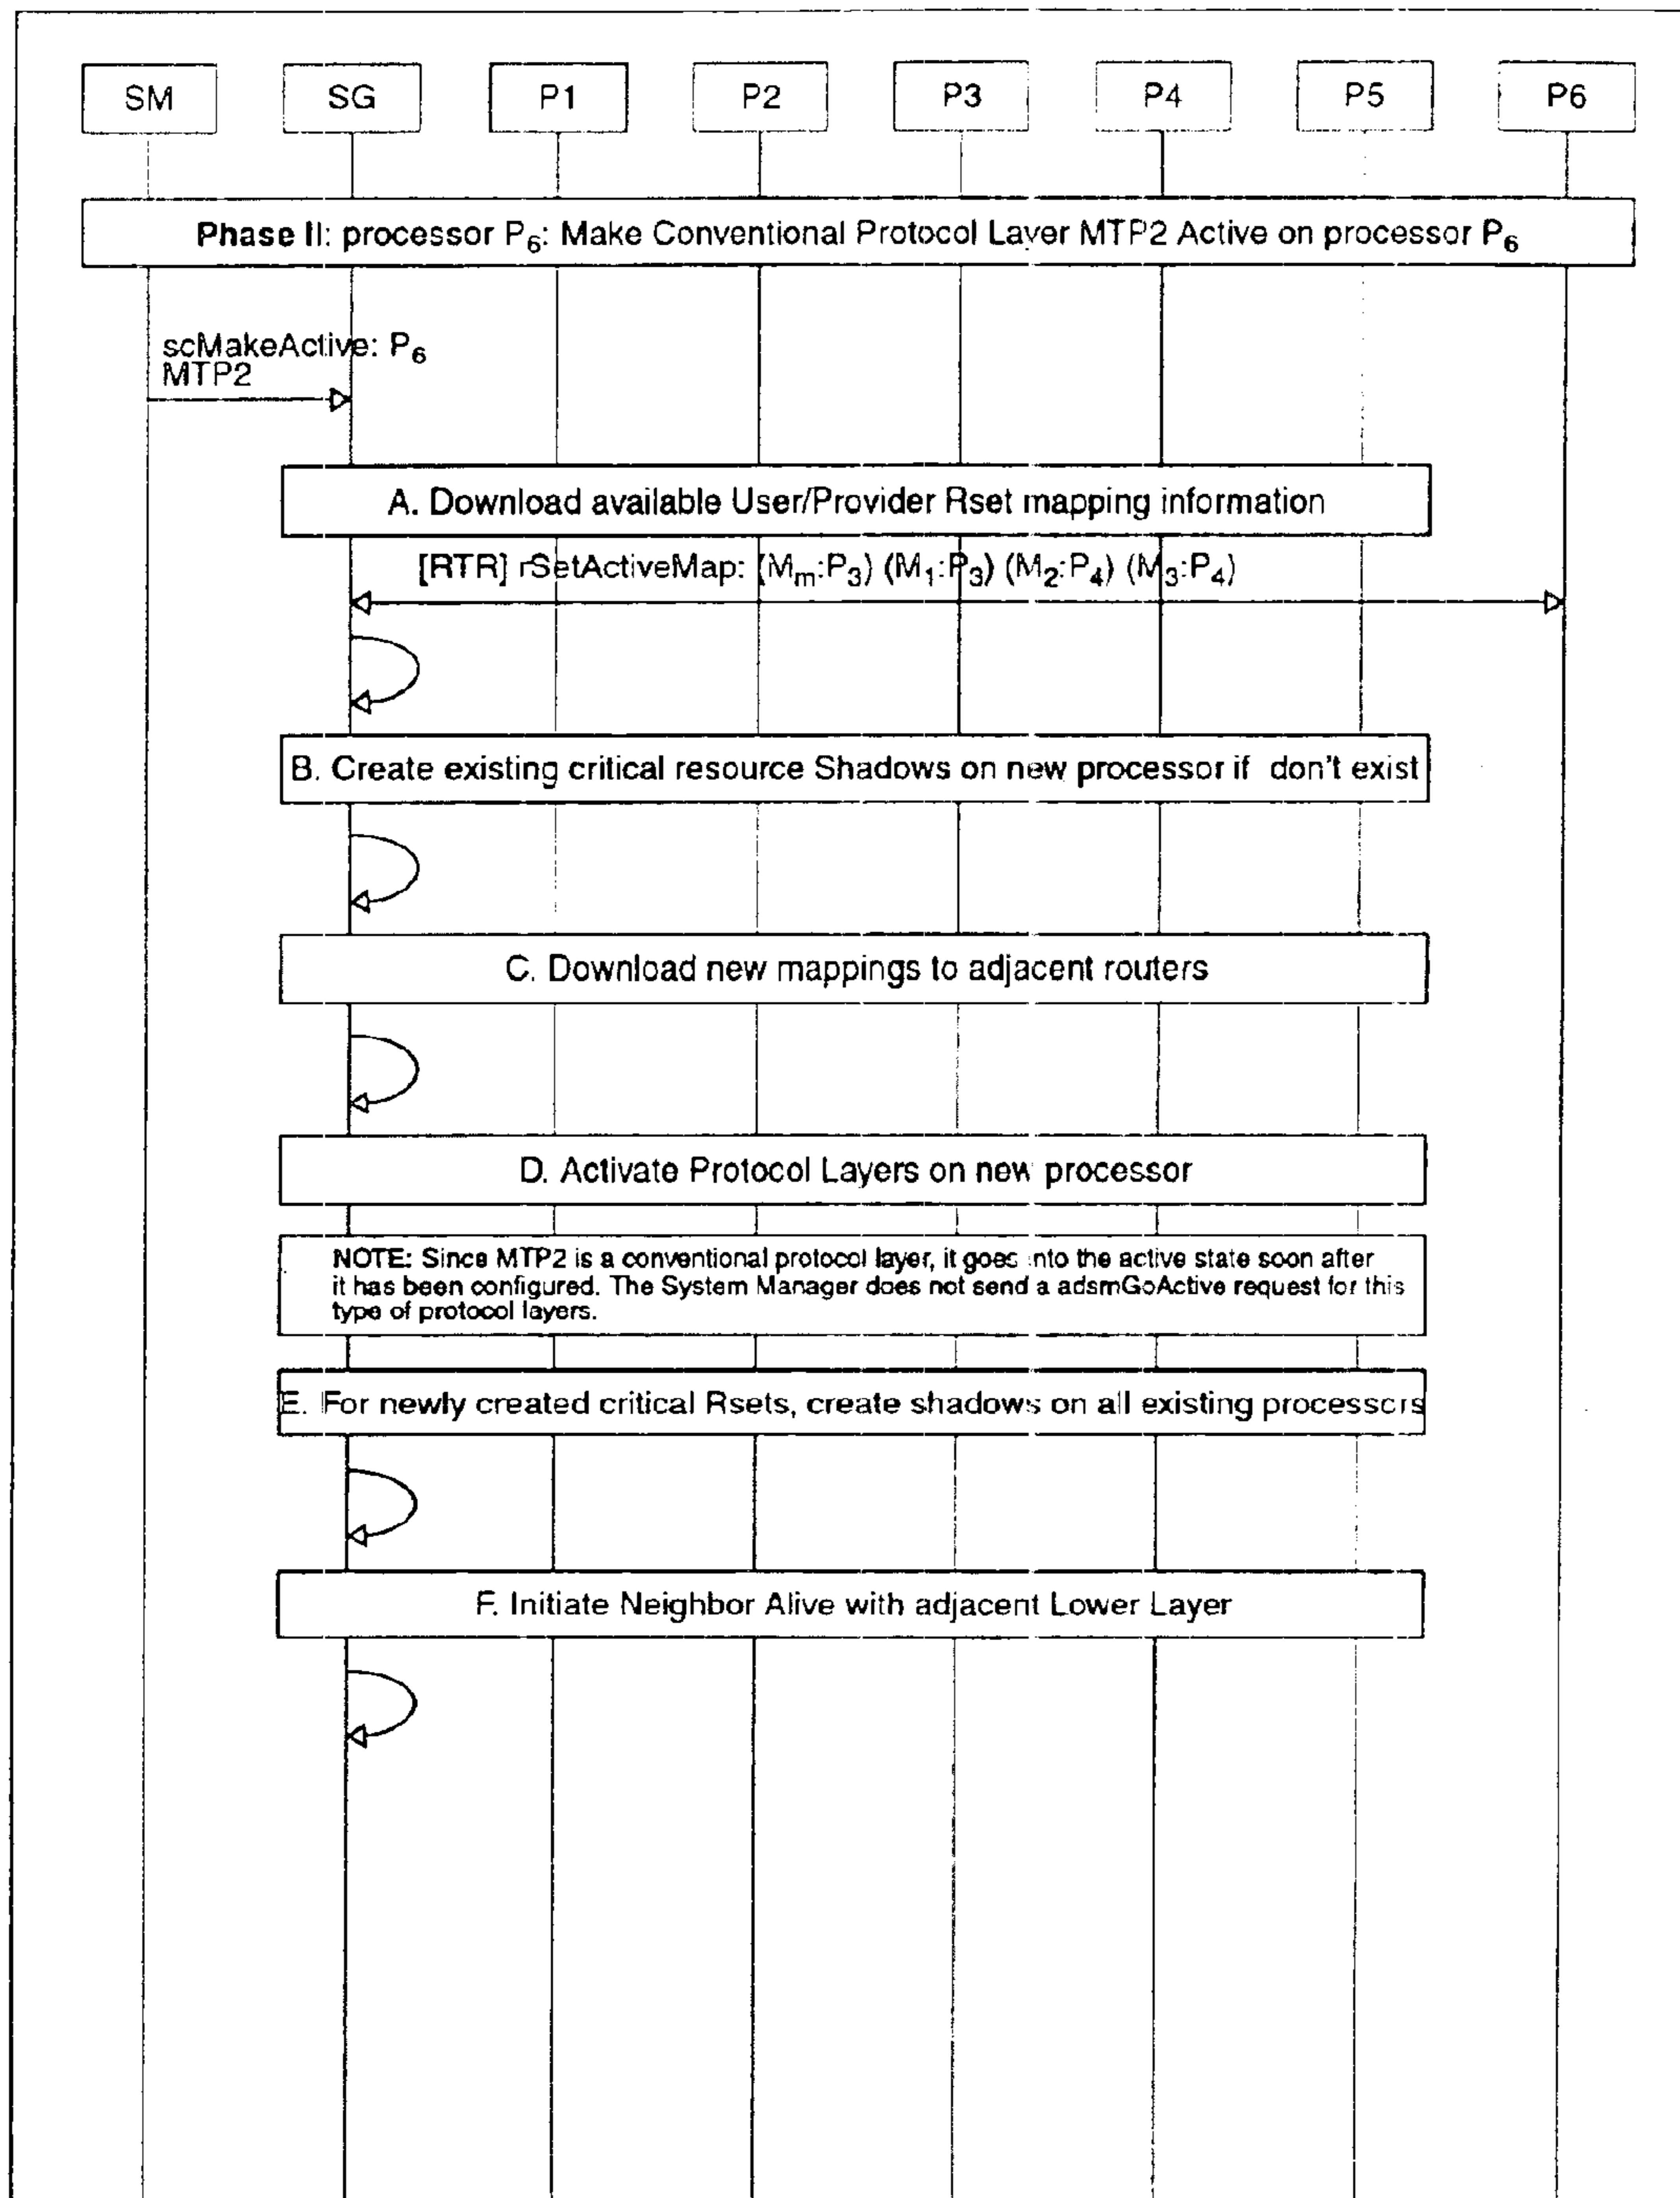 SM SG P1 P2 P3 P4 P5 P6
Phase II: processor P₆: Make Conventional Protocol Layer MTP2 Active on processor P₆
scMakeActive: P₆
MTP2
A. Download available User/Provider Rset mapping information
[RTR] rSetActiveMap: (Mₘ:P₃) (M₁:P₃) (M₂:P₄) (M₃:P₄)
B. Create existing critical resource Shadows on new processor if don't exist
C. Download new mappings to adjacent routers
D. Activate Protocol Layers on new processor
NOTE: Since MTP2 is a conventional protocol layer, it goes into the active state soon after
it has been configured. The System Manager does not send a adsmGoActive request for this
type of protocol layers.
E. For newly created critical Rsets, create shadows on all existing processors
F. Initiate Neighbor Alive with adjacent Lower Layer